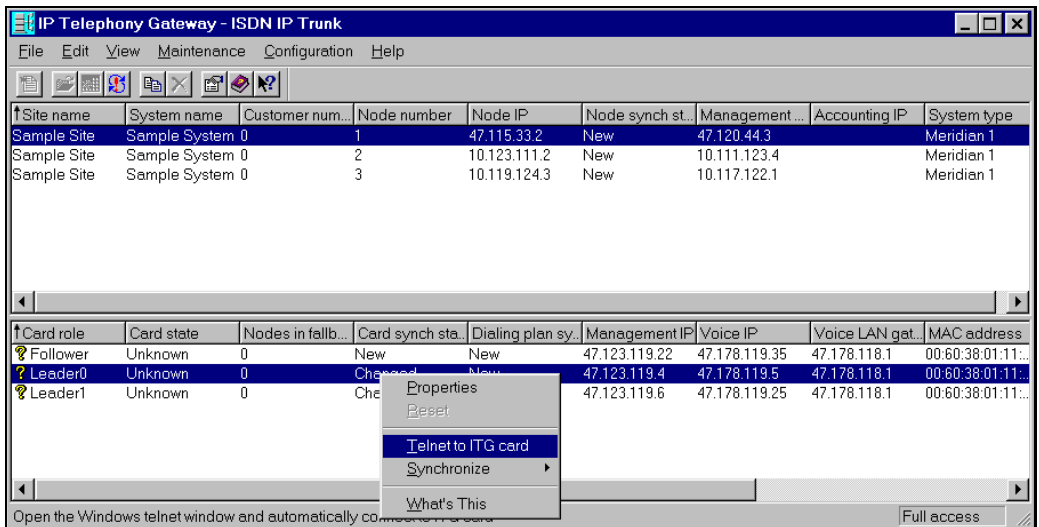 IP Telephony Gateway - ISDN IP Trunk
File Edit View Maintenance Configuration Help
Site name System name Customer num... Node number Node IP Node synch st... Management ... Accounting IP System type
Sample Site Sample System 0 1 47.115.33.2 New 47.120.44.3 Meridian 1
Sample Site Sample System 0 2 10.123.111.2 New 10.111.123.4 Meridian 1
Sample Site Sample System 0 3 10.119.124.3 New 10.117.122.1 Meridian 1
Card role Card state Nodes in fallb... Card synch sta... Dialing plan sy... Management IP Voice IP Voice LAN gat... MAC address
Follower Unknown 0 New New 47.123.119.22 47.178.119.35 47.178.118.1 00:60:38:01:11:...
Leader0 Unknown 0 47.123.119.4 47.178.119.5 47.178.118.1 00:60:38:01:11:...
Leader1 Unknown 0 Cha 47.123.119.6 47.178.119.25 47.178.118.1 00:60:38:01:11:...
Properties
Reset
Telnet to ITG card
Synchronize
What's This
Open the Windows telnet window and automatically Full access